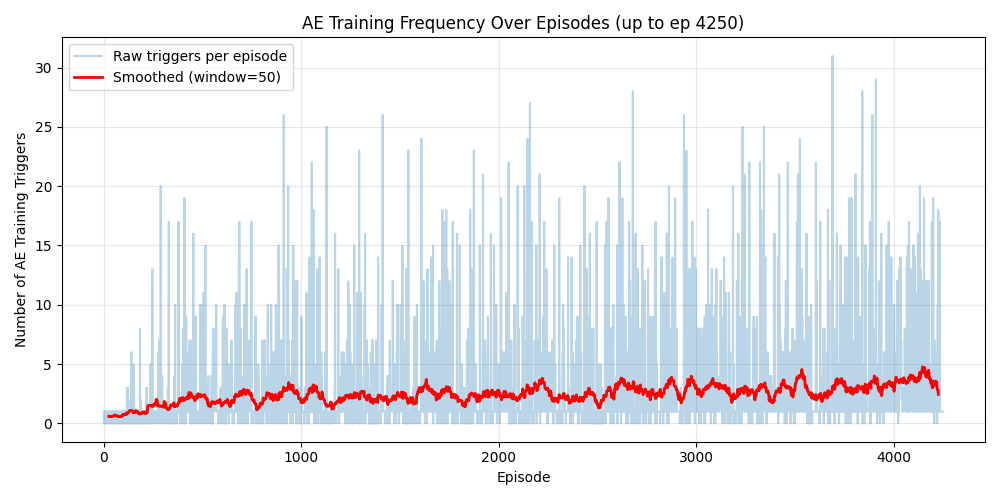 AE Training Frequency Over Episodes (up to ep 4250)
Raw triggers per episode
Smoothed (window=50)
Number of AE Training Triggers
30
25
20
15
10
5
0
0 1000 2000 3000 4000
Episode